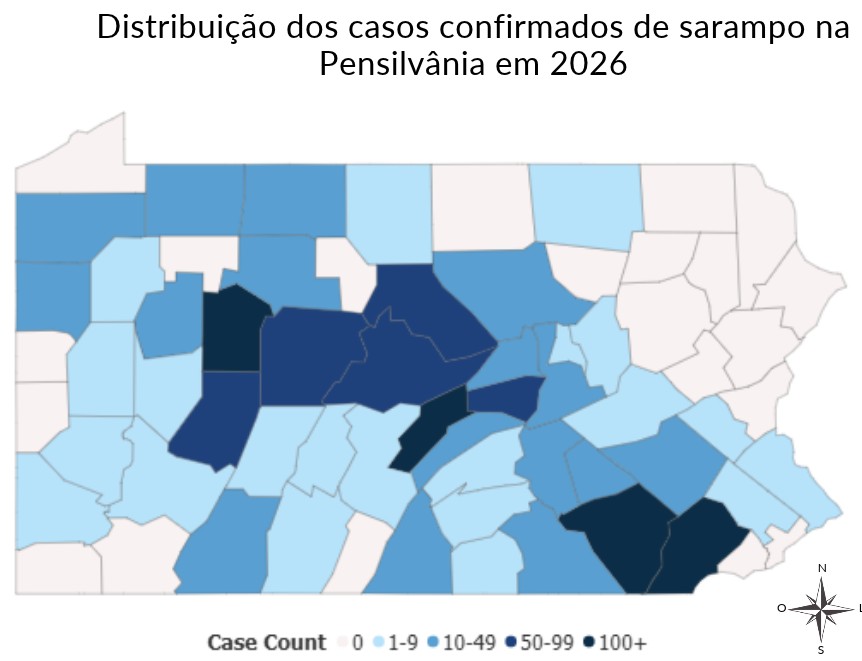 Distribuição dos casos confirmados de sarampo na
Pensilvânia em 2026
N
O
L
S
Case Count 0 1-9 10-49 50-99 100+